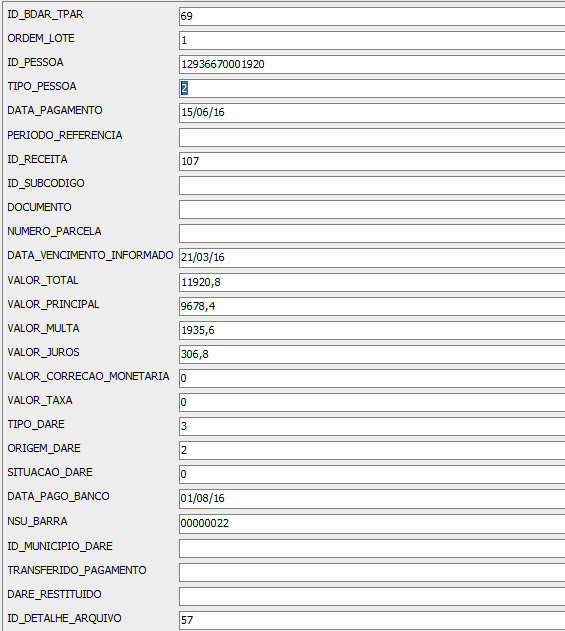 ID_BDAR_TPAR 69
ORDEM_LOTE 1
ID_PESSOA 12936670001920
TIPO_PESSOA 2
DATA_PAGAMENTO 15/06/16
PERIODO_REFERENCIA
ID_RECEITA 107
ID_SUBCODIGO
DOCUMENTO
NUMERO_PARCELA
DATA_VENCIMENTO_INFORMADO 21/03/16
VALOR_TOTAL 11920,8
VALOR_PRINCIPAL 9678,4
VALOR_MULTA 1935,6
VALOR_JUROS 306,8
VALOR_CORRECAO_MONETARIA 0
VALOR_TAXA 0
TIPO_DARE 3
ORIGEM_DARE 2
SITUACAO_DARE 0
DATA_PAGO_BANCO 01/08/16
NSU_BARRA 00000022
ID_MUNICIPIO_DARE
TRANSFERIDO_PAGAMENTO
DARE_RESTITUIDO
ID_DETALHE_ARQUIVO 57